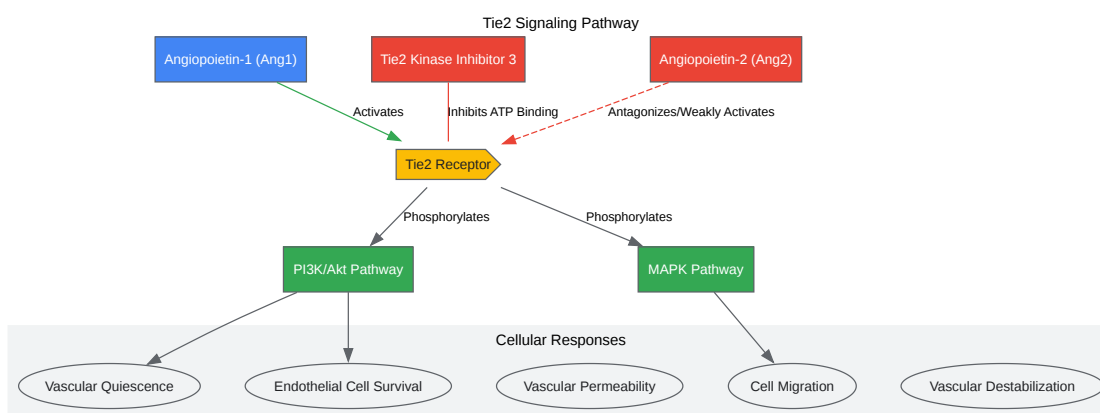 Tie2 Signaling Pathway
Angiopoietin-1 (Ang1)
Tie2 Kinase Inhibitor 3
Angiopoietin-2 (Ang2)
Activates
Inhibits ATP Binding
Antagonizes/Weakly Activates
Tie2 Receptor
Phosphorylates
Phosphorylates
PI3K/Akt Pathway
MAPK Pathway
Cellular Responses
Vascular Quiescence
Endothelial Cell Survival
Vascular Permeability
Cell Migration
Vascular Destabilization